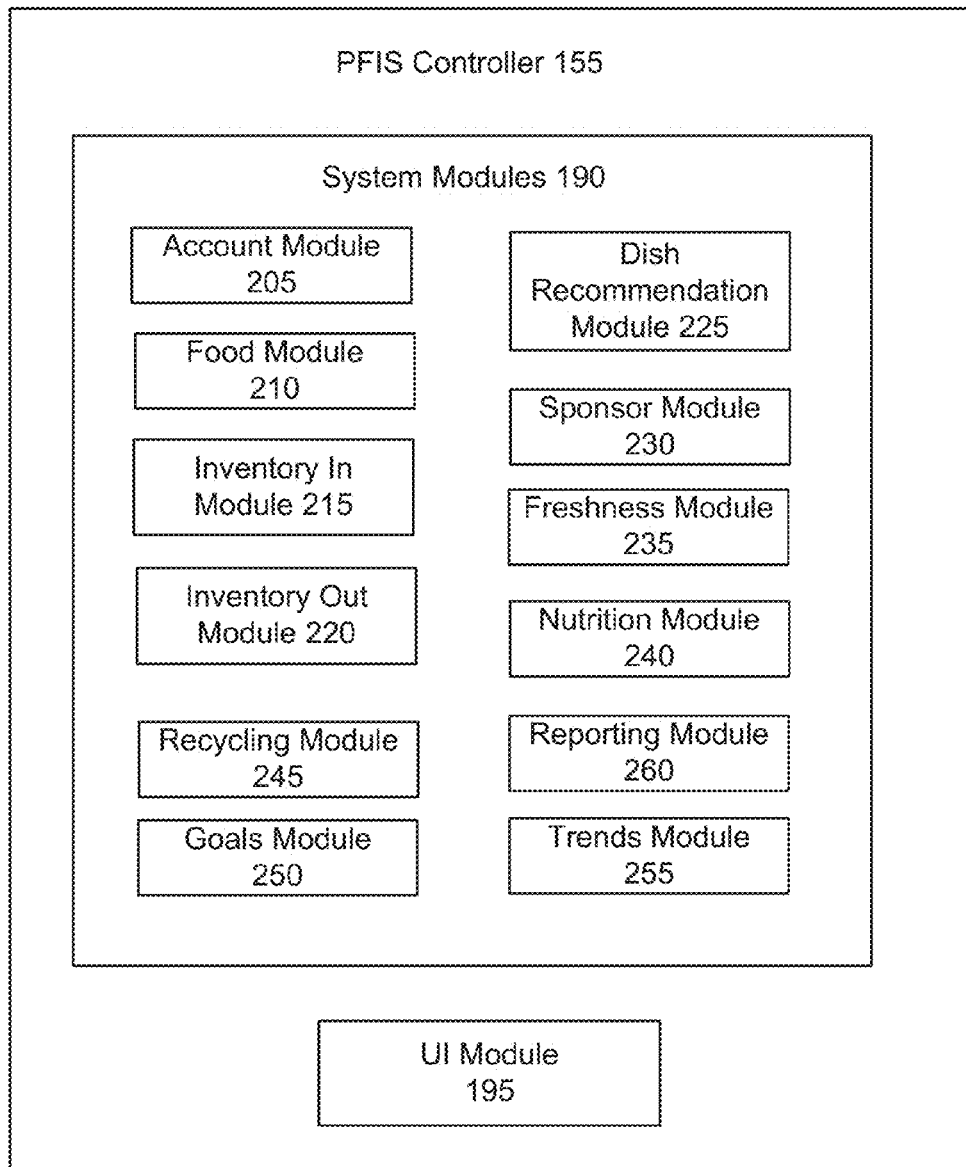 PFIS Controller 155
System Modules 190
Account Module
205
Food Module
210
Inventory In
Module 215
Inventory Out
Module 220
Recycling Module
245
Goals Module
250
Dish
Recommendation
Module 225
Sponsor Module
230
Freshness Module
235
Nutrition Module
240
Reporting Module
260
Trends Module
255
UI Module
195